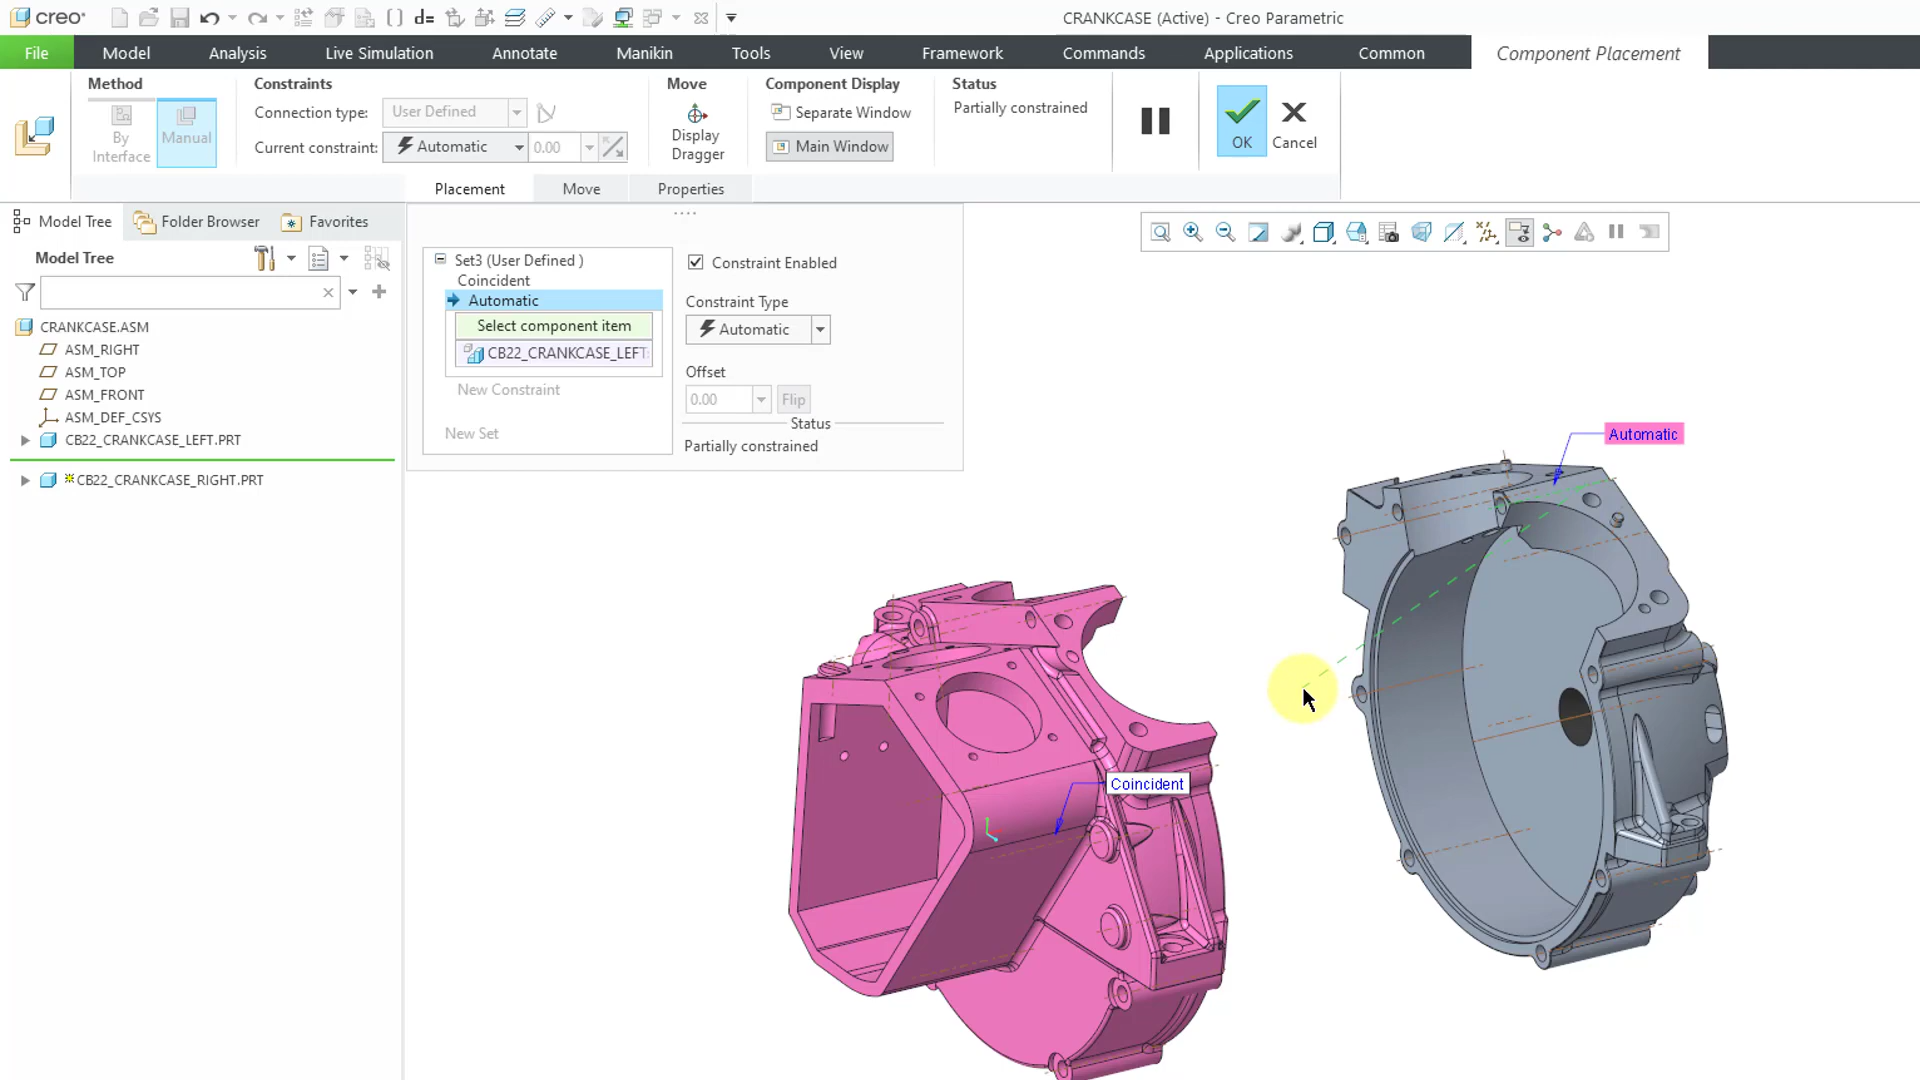 creo
CRANKCASE (Active) - Creo Parametric
File
Model
Analysis
Live Simulation
Annotate
Manikin
Tools
View
Framework
Commands
Applications
Common
Component Placement
Method
By Interface
Manual
Constraints
Connection type:
User Defined
Current constraint:
Automatic
0.00
Move
Display Dragger
Component Display
Separate Window
Main Window
Status
Partially constrained
OK
Cancel
Placement
Move
Properties
Model Tree
Folder Browser
Favorites
Model Tree
CRANKCASE.ASM
ASM_RIGHT
ASM_TOP
ASM_FRONT
ASM_DEF_CSYS
CB22_CRANKCASE_LEFT.PRT
CB22_CRANKCASE_RIGHT.PRT
Set3 (User Defined )
Coincident
Automatic
Select component item
CB22_CRANKCASE_LEFT:
New Constraint
New Set
Constraint Enabled
Constraint Type
Automatic
Offset
0.00
Flip
Status
Partially constrained
Automatic
Coincident